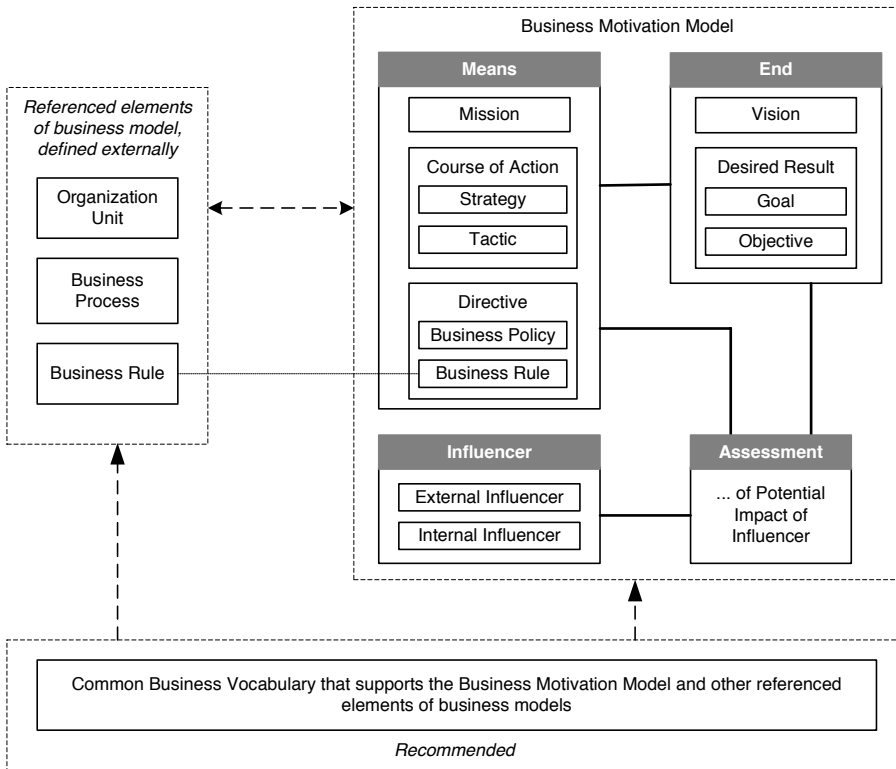 Business Motivation Model
Referenced elements
of business model,
defined externally
Organization
Unit
Business
Process
Business Rule
Means
Mission
Course of Action
Strategy
Tactic
Directive
Business Policy
Business Rule
End
Vision
Desired Result
Goal
Objective
Influencer
External Influencer
Internal Influencer
Assessment
... of Potential
Impact of
Influencer
Common Business Vocabulary that supports the Business Motivation Model and other referenced
elements of business models
Recommended